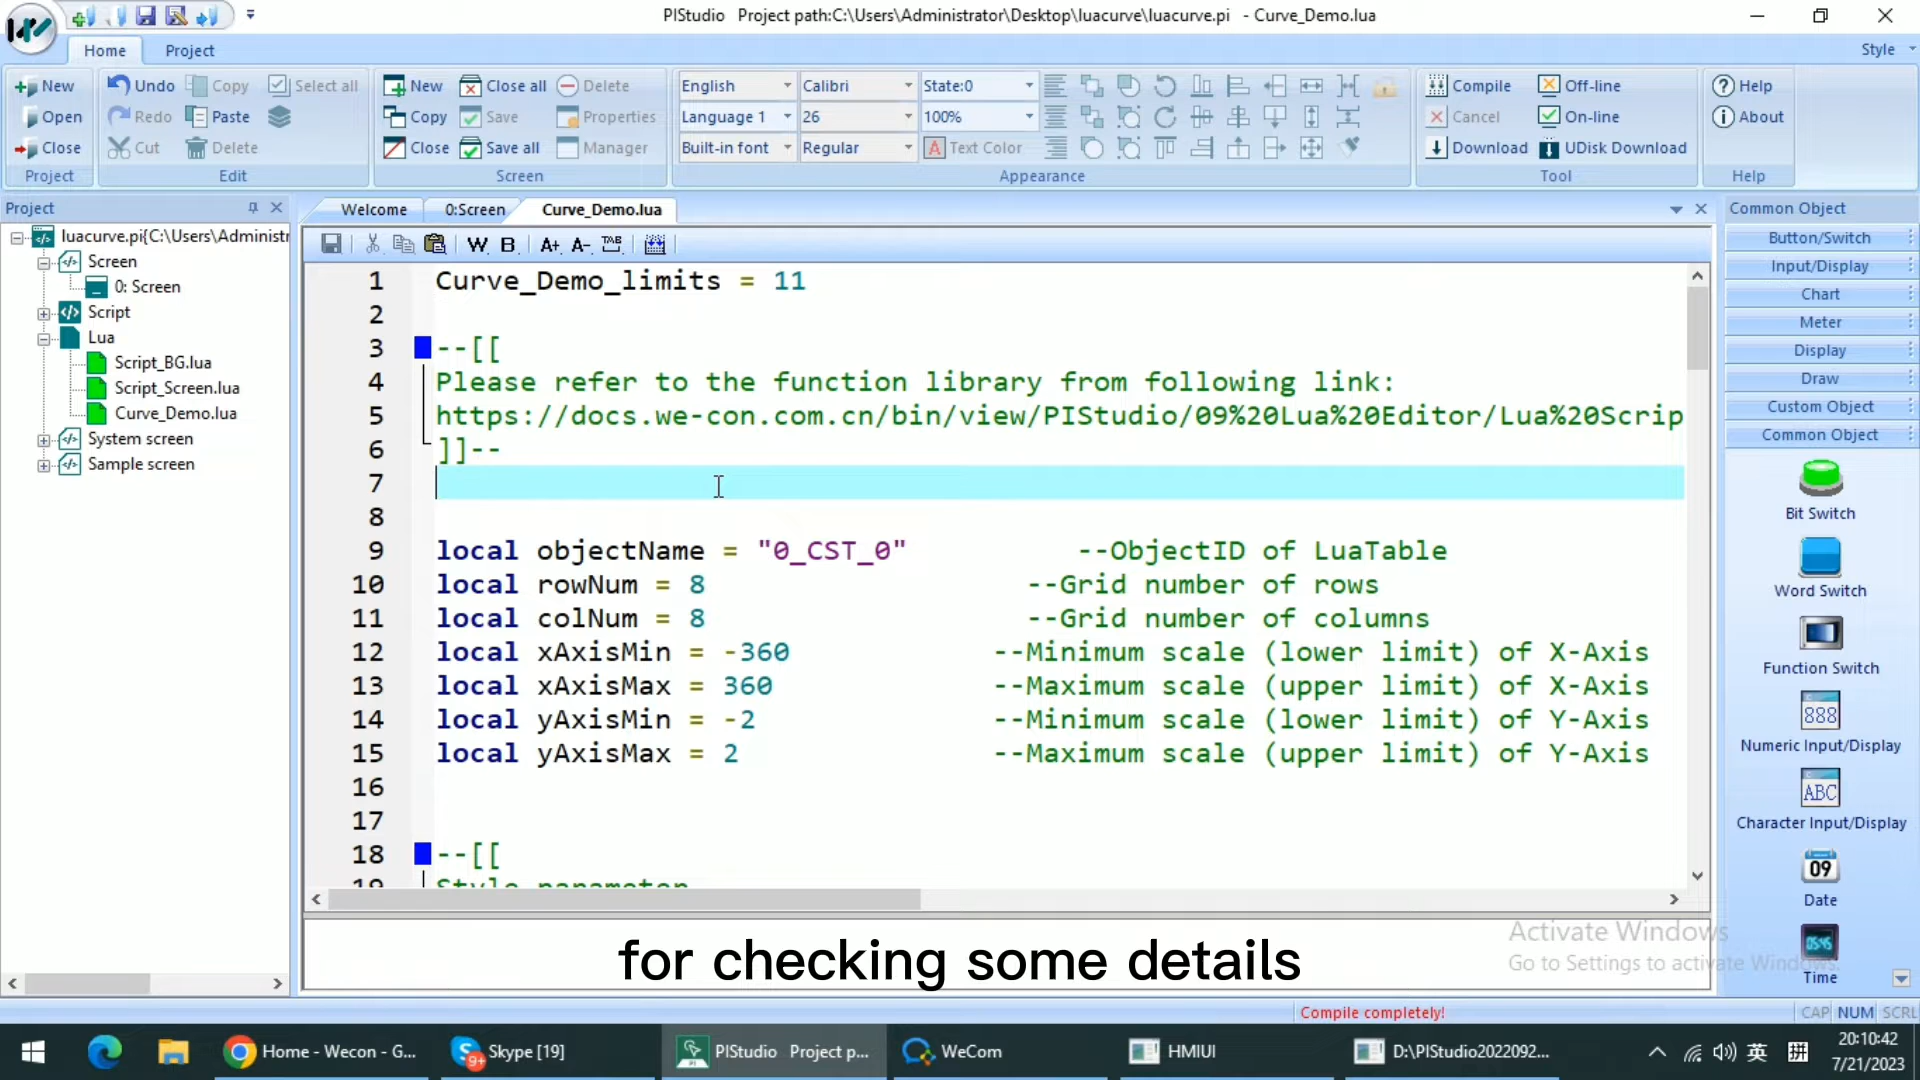 PIStudio Project path:C:\Users\Administrator\Desktop\luacurve\luacurve.pi - Curve_Demo.lua
Home Project Style
New Undo Copy Select all New Close all Delete English Calibri State:0 Compile Off-line Help
Open Redo Paste Copy Save Properties Language 1 26 100% Cancel On-line About
Close Cut Delete Close Save all Manager Built-in font Regular A Text Color Download UDisk Download
Project Edit Screen Appearance Tool Help
Project
luacurve.pi{C:\Users\Administr
Screen
0: Screen
Script
Lua
Script_BG.lua
Script_Screen.lua
Curve_Demo.lua
System screen
Sample screen
Welcome 0:Screen Curve_Demo.lua
W B A+ A- TAB
1 Curve_Demo_limits = 11
2
3 --[[
4 Please refer to the function library from following link:
5 https://docs.we-con.com.cn/bin/view/PIStudio/09%20Lua%20Editor/Lua%20Scrip
6 ]]--
7
8
9 local objectName = "0_CST_0" --ObjectID of LuaTable
10 local rowNum = 8 --Grid number of rows
11 local colNum = 8 --Grid number of columns
12 local xAxisMin = -360 --Minimum scale (lower limit) of X-Axis
13 local xAxisMax = 360 --Maximum scale (upper limit) of X-Axis
14 local yAxisMin = -2 --Minimum scale (lower limit) of Y-Axis
15 local yAxisMax = 2 --Maximum scale (upper limit) of Y-Axis
16
17
18 --[[
19 Style parameter
Common Object
Button/Switch
Input/Display
Chart
Meter
Display
Draw
Custom Object
Common Object
Bit Switch
Word Switch
Function Switch
888
Numeric Input/Display
ABC
Character Input/Display
09
Date
05:45
Time
for checking some details
Activate Windows
Go to Settings to activate Windows.
Compile completely!
CAP NUM SCRL
Home - Wecon - G...
9+
Skype [19]
PIStudio Project p...
WeCom
HMIUI
D:\PIStudio2022092...
英
拼
20:10:42
7/21/2023